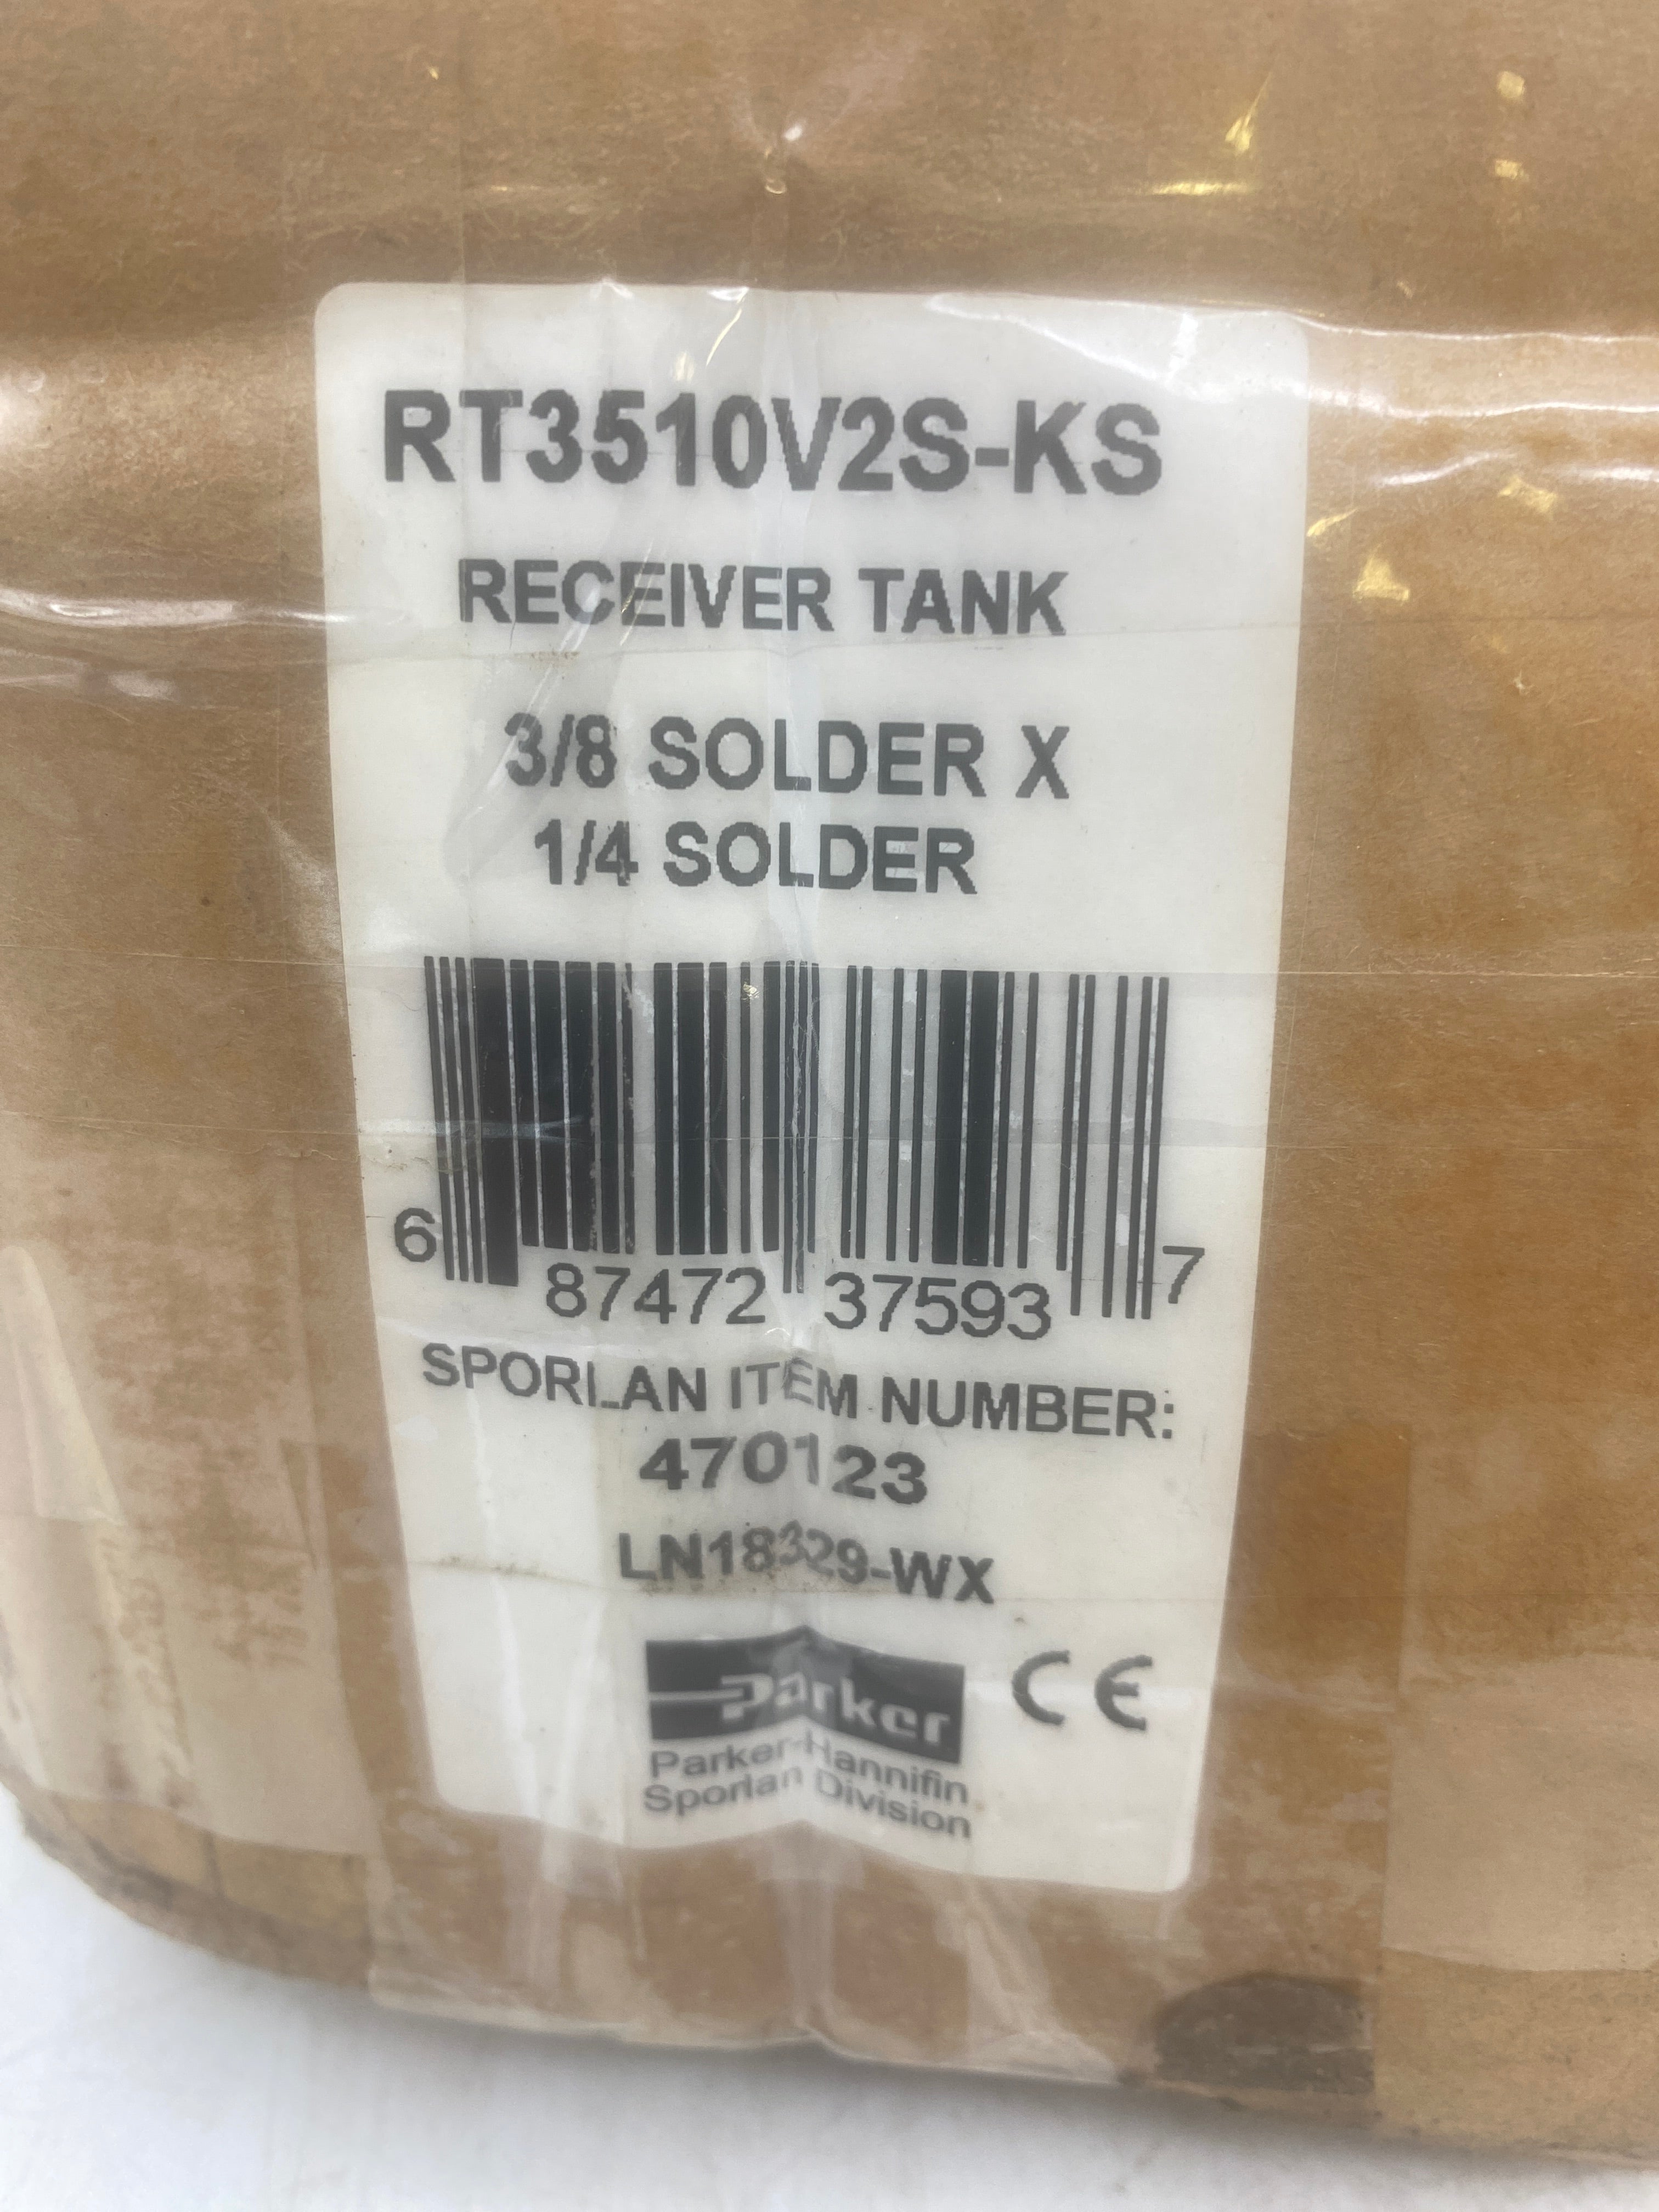 RT3510V2S-KS
RECEIVER TANK
3/8 SOLDER X
1/4 SOLDER
6 87472 37593 7
SPORLAN ITEM NUMBER:
470123
LN18329-WX
Parker CE
Parker-Hannifin
Sporlan Division